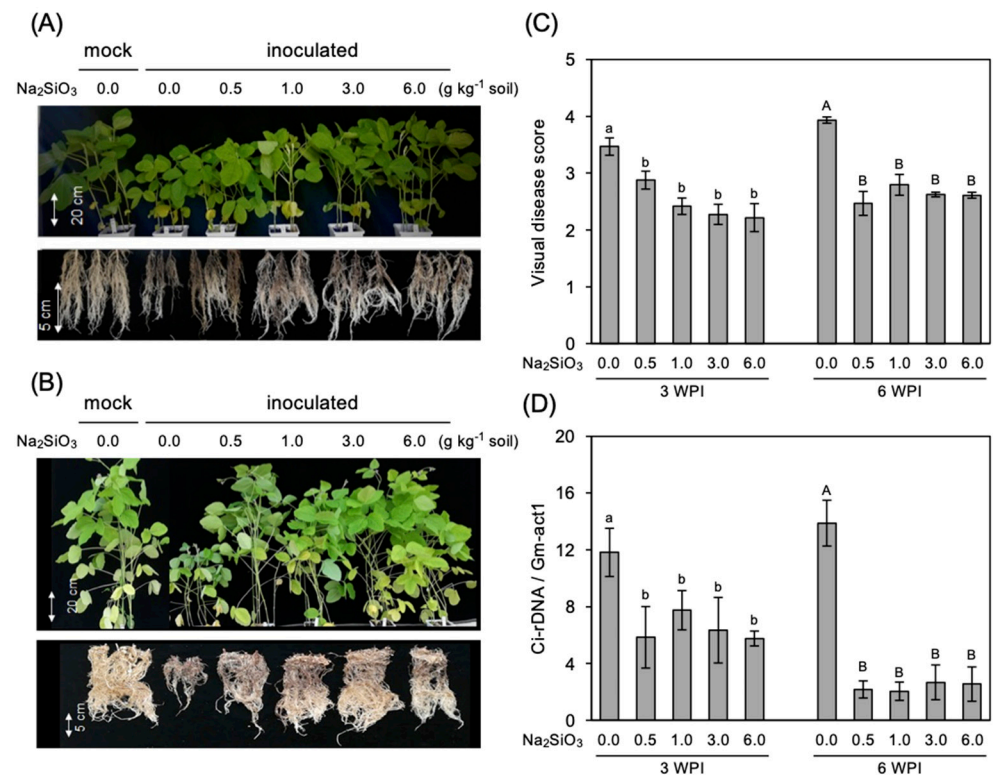 (A)
mock inoculated
Na₂SiO₃ 0.0 0.0 0.5 1.0 3.0 6.0 (g kg⁻¹ soil)
20 cm
5 cm
(B)
mock inoculated
Na₂SiO₃ 0.0 0.0 0.5 1.0 3.0 6.0 (g kg⁻¹ soil)
20 cm
5 cm
(C)
Visual disease score
5
4
3
2
1
0
a b b b b A B B B B
Na₂SiO₃ 0.0 0.5 1.0 3.0 6.0 0.0 0.5 1.0 3.0 6.0
3 WPI 6 WPI
(D)
Ci-rDNA / Gm-act1
20
16
12
8
4
0
a b b b b A B B B B
Na₂SiO₃ 0.0 0.5 1.0 3.0 6.0 0.0 0.5 1.0 3.0 6.0
3 WPI 6 WPI